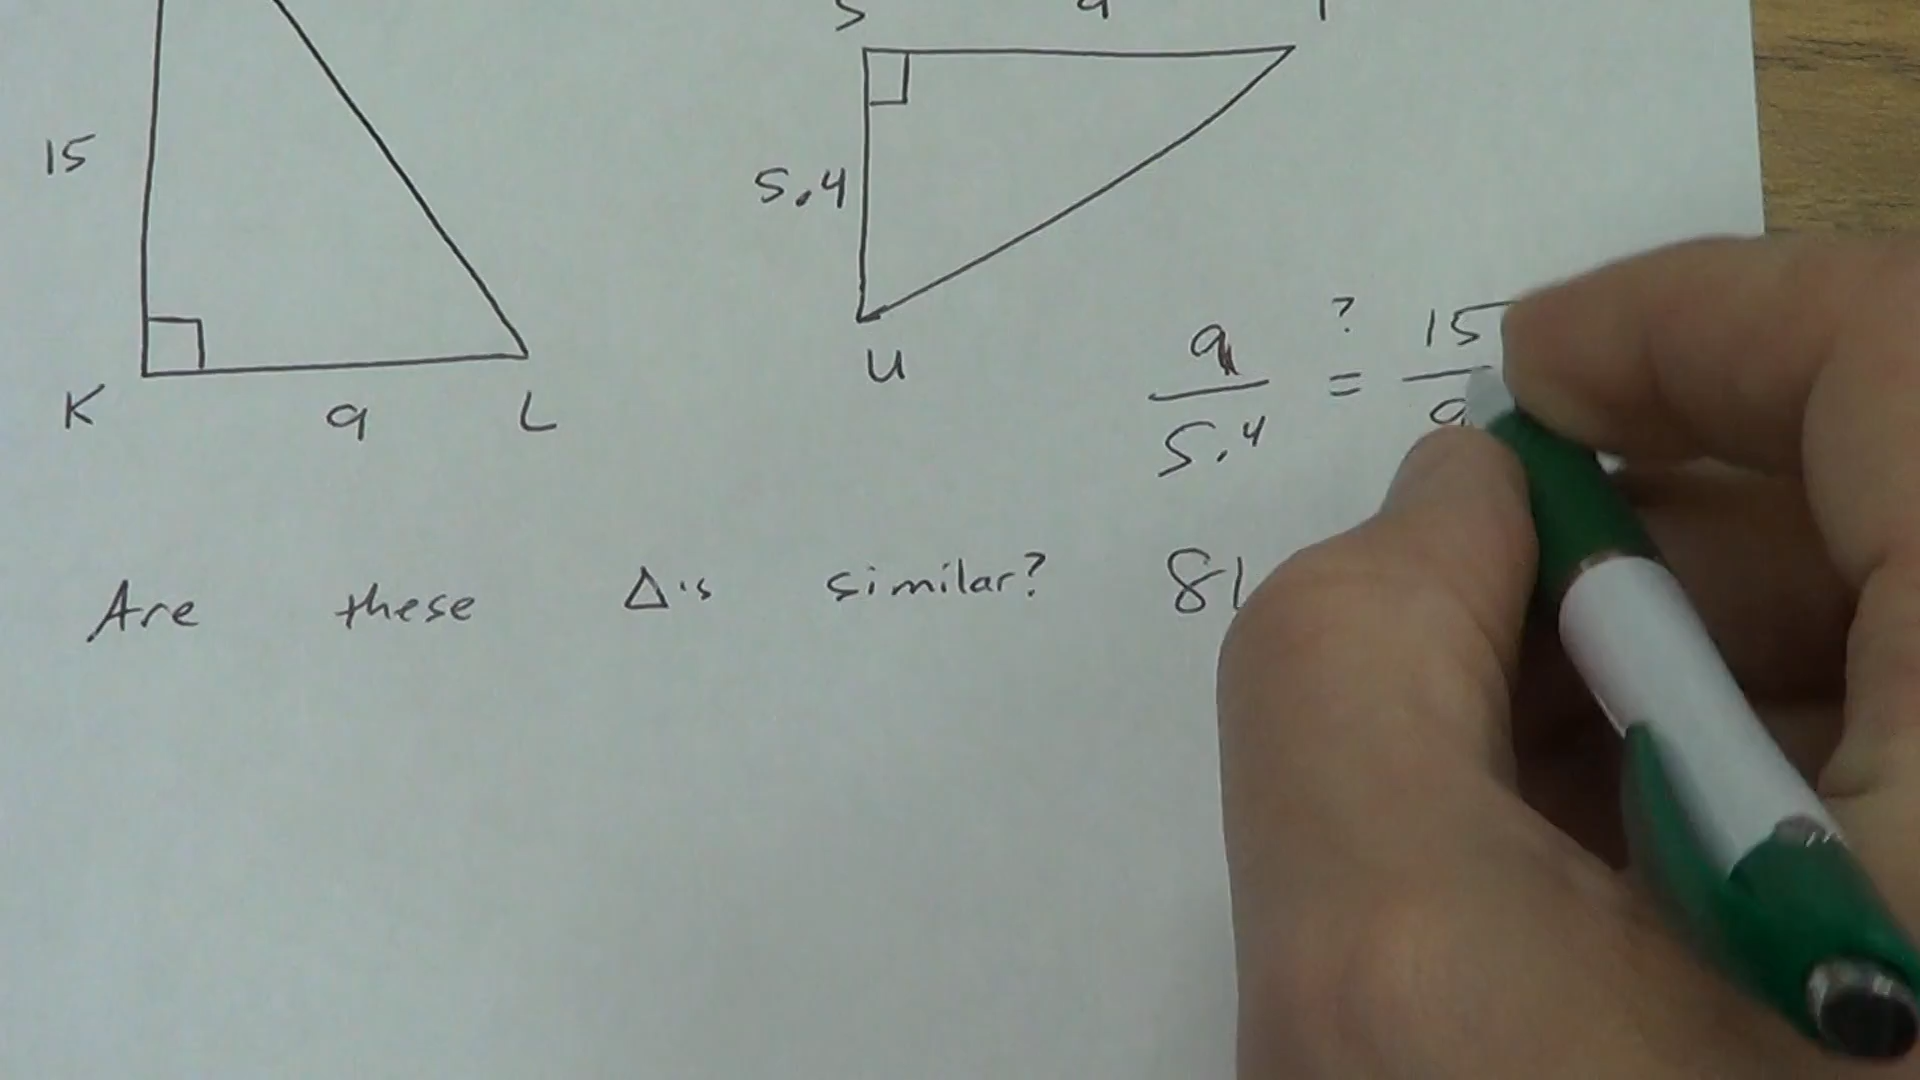 15
5.4
K
9
L
U
9 ? 15
— = —
5.4 9
Are these Δ's similar? 81